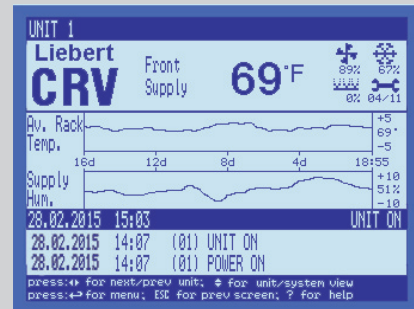 UNIT 1
Liebert
CRV
Front
Supply
69°F
89% 67%
0% 04/11
Av. Rack
Temp.
+5
69°
-5
16d 12d 8d 4d 18:55
Supply
Hum.
+10
51%
-10
28.02.2015 15:03 UNIT ON
28.02.2015 14:07 (01) UNIT ON
28.02.2015 14:07 (01) POWER ON
press:◂▸ for next/prev unit; ◆ for unit/system view
press:↵ for menu; ESC for prev screen; ? for help